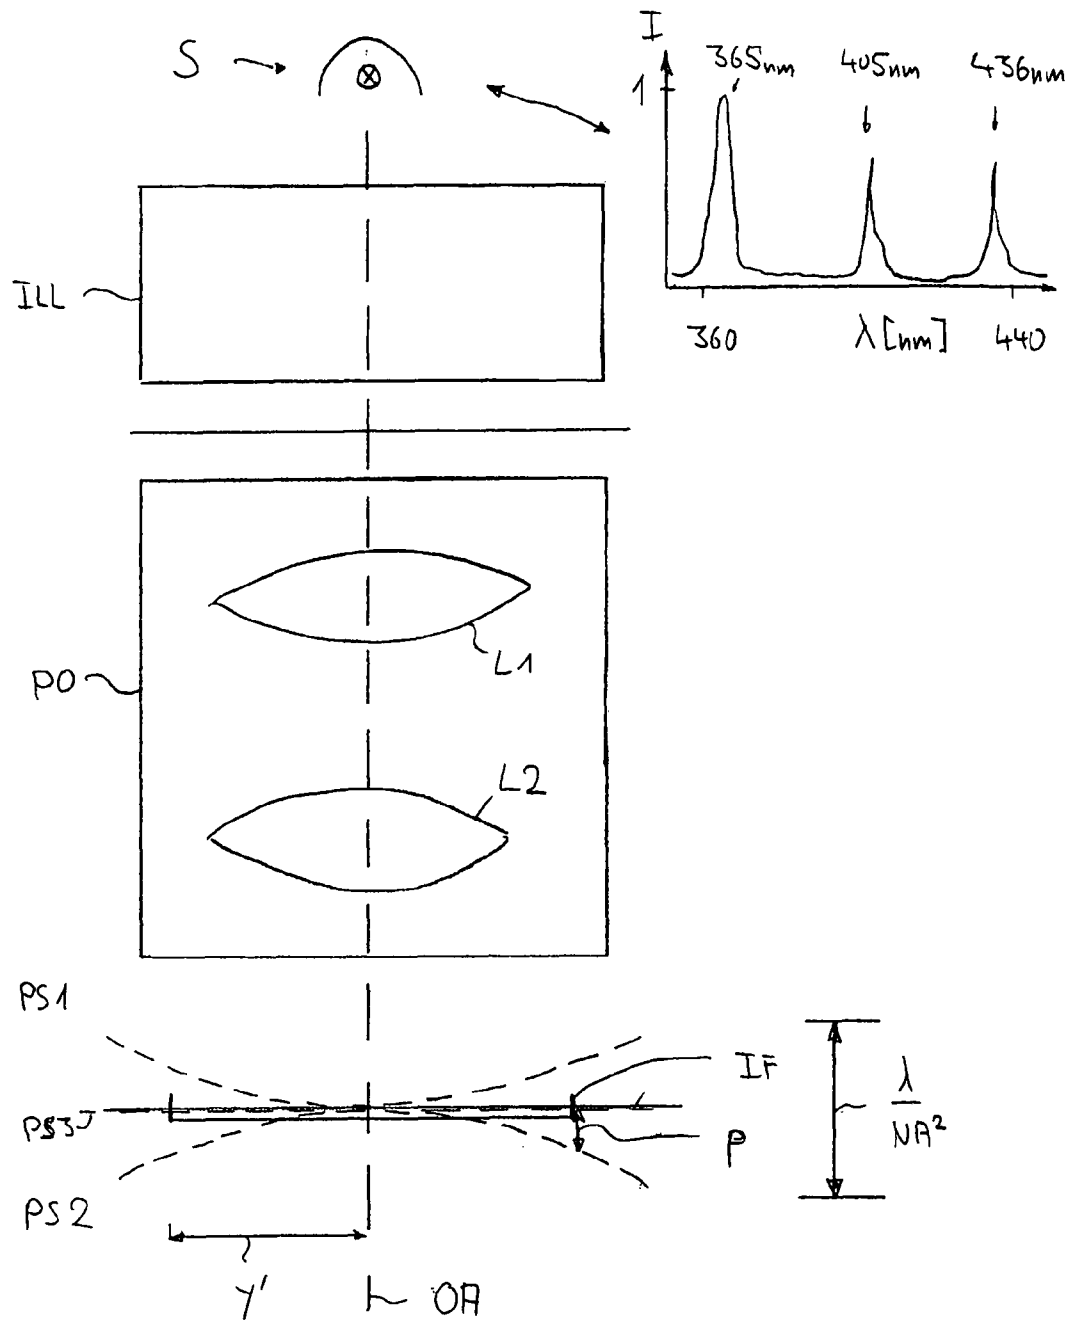 S
I
1
365nm
405nm
436nm
360
λ[nm]
440
ILL
PO
L1
L2
PS1
PS3
PS2
IF
P
λ
NA²
Y'
OA